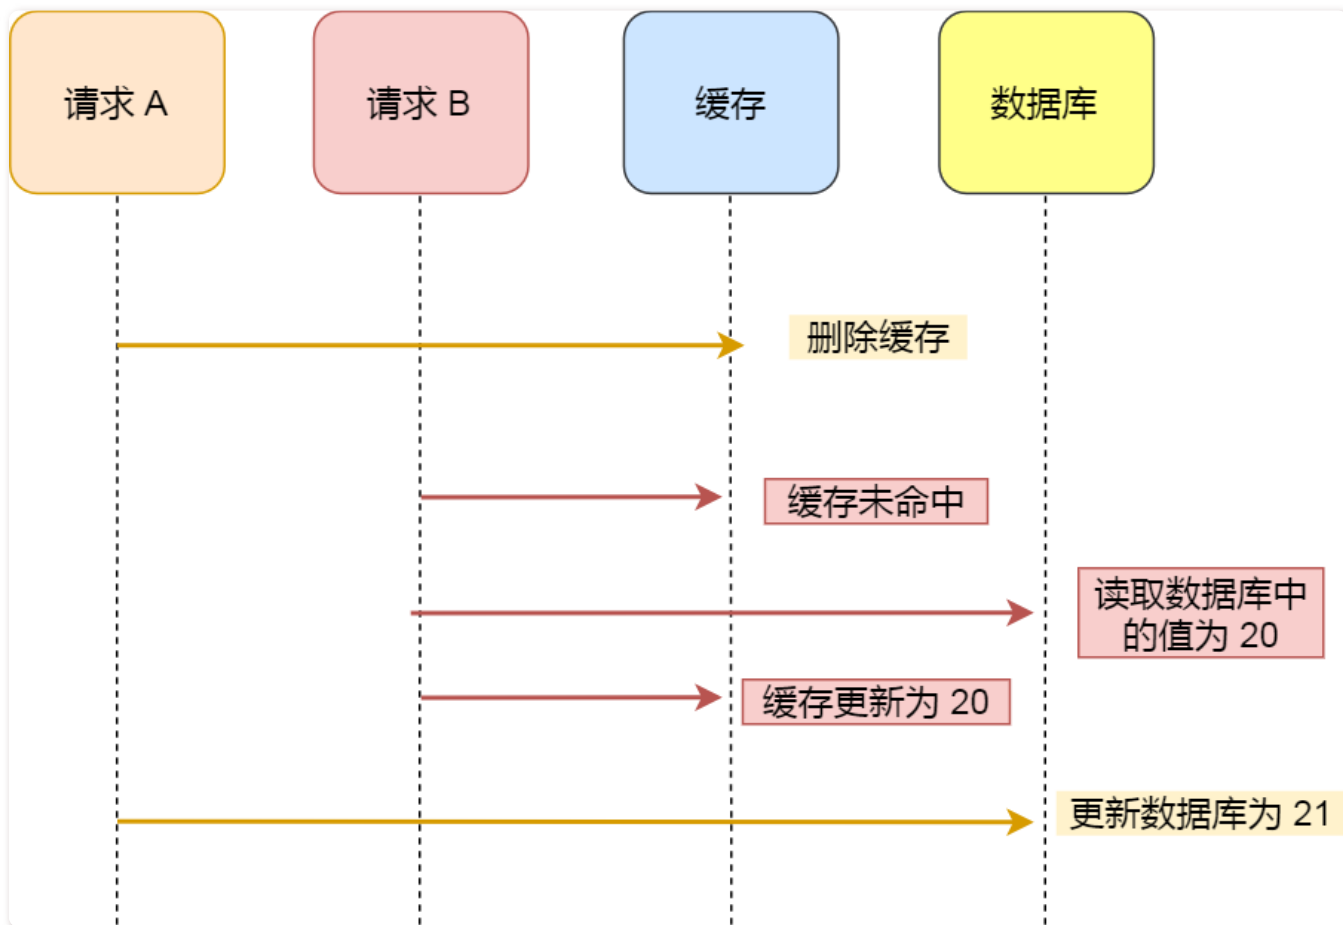 请求 A
请求 B
缓存
数据库
删除缓存
缓存未命中
读取数据库中
的值为 20
缓存更新为 20
更新数据库为 21